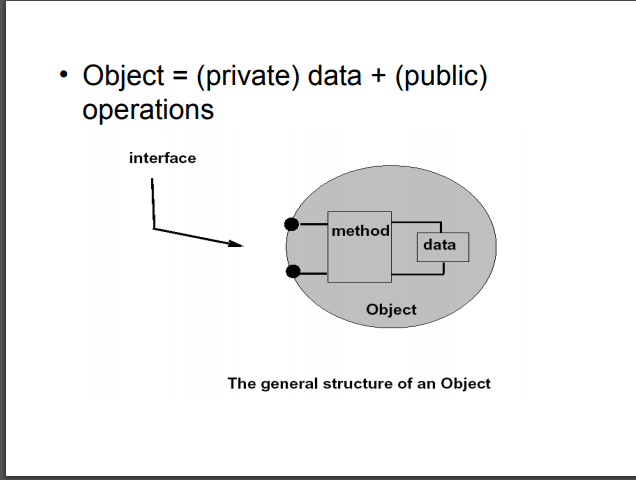 • Object = (private) data + (public)
operations
interface
method
data
Object
The general structure of an Object